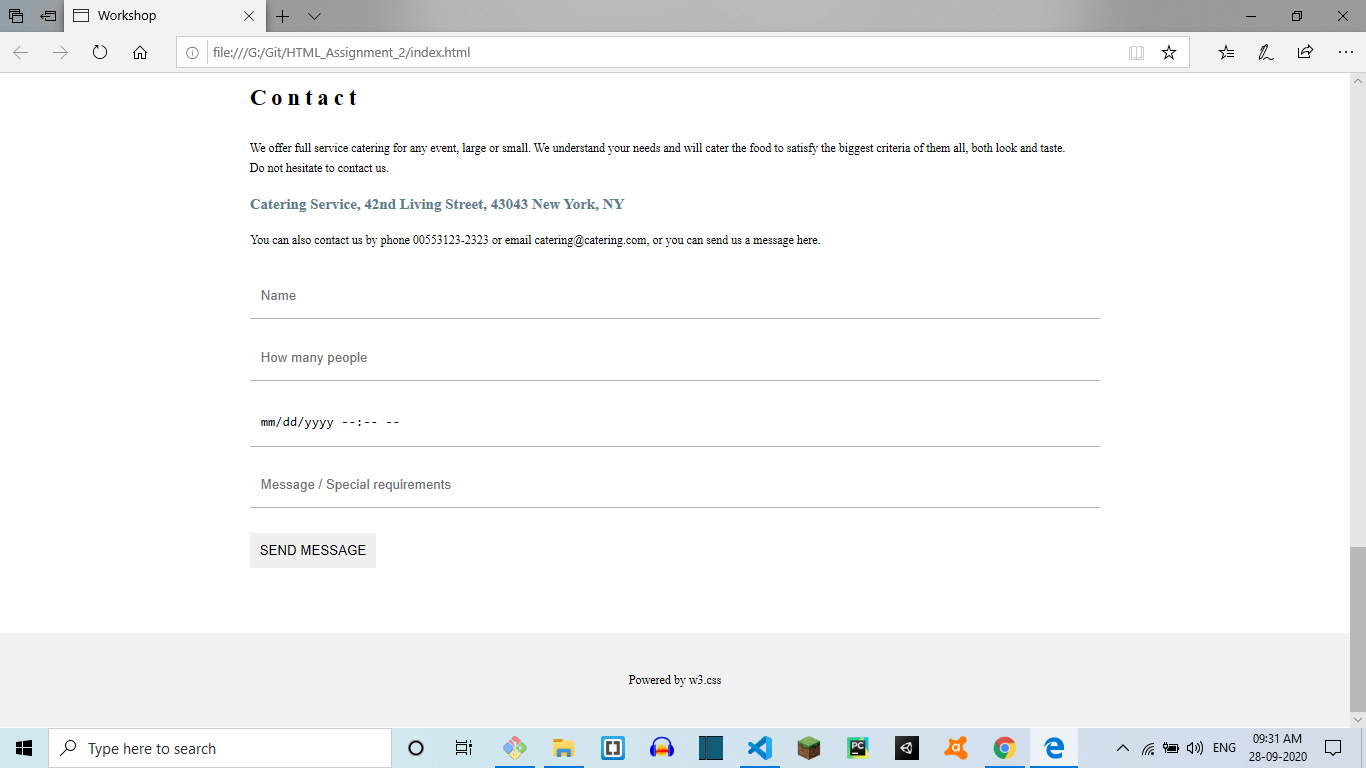 Workshop
file:///G:/Git/HTML_Assignment_2/index.html
Contact
We offer full service catering for any event, large or small. We understand your needs and will cater the food to satisfy the biggest criteria of them all, both look and taste.
Do not hesitate to contact us.
Catering Service, 42nd Living Street, 43043 New York, NY
You can also contact us by phone 00553123-2323 or email catering@catering.com, or you can send us a message here.
Name
How many people
mm/dd/yyyy --:-- --
Message / Special requirements
SEND MESSAGE
Powered by w3.css
Type here to search
PC
ENG
09:31 AM
28-09-2020